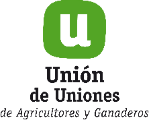 u
Unión
de Uniones
de Agricultores y Ganaderos